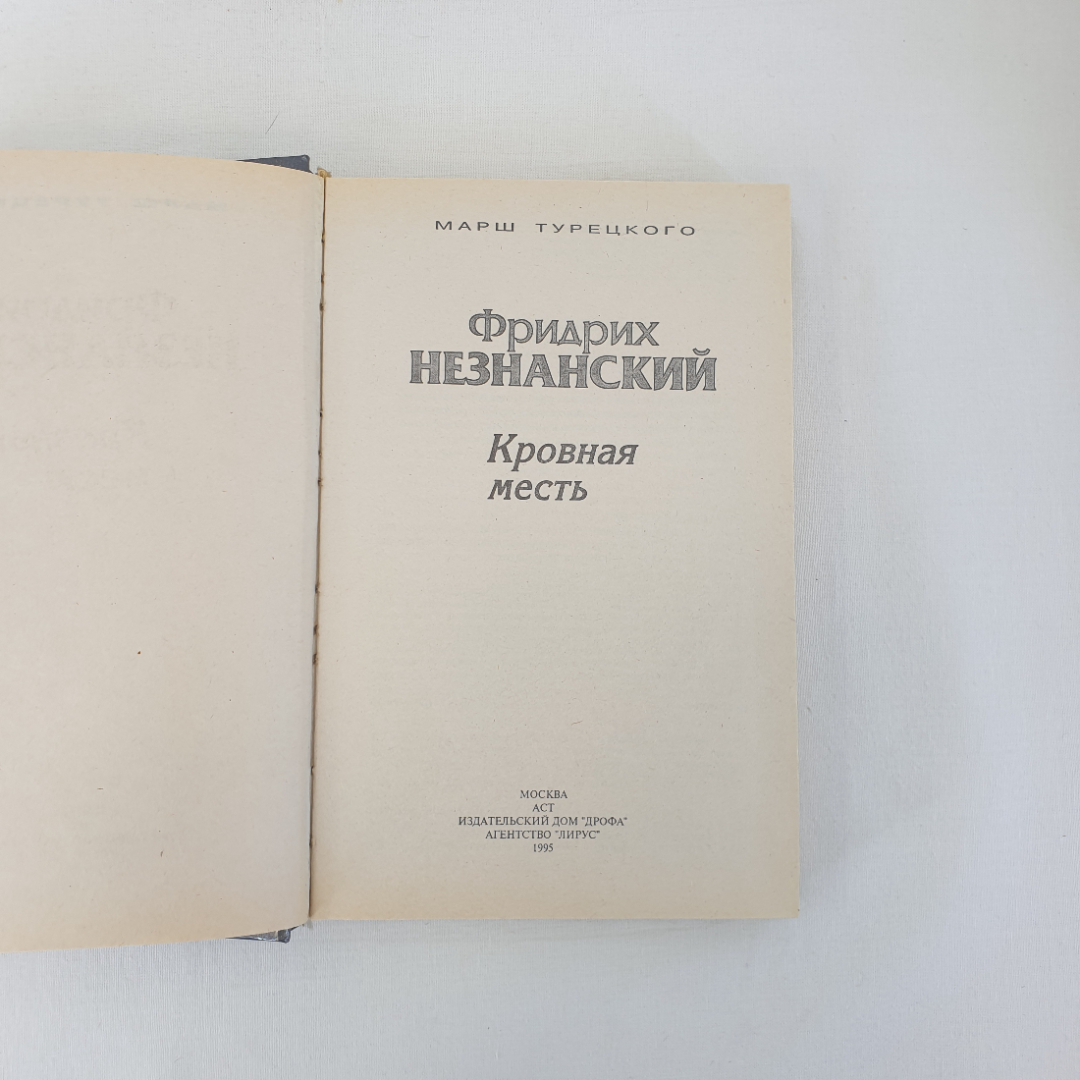 МАРШ ТУРЕЦКОГО
Фридрих
НЕЗНАНСКИЙ
Кровная
месть
МОСКВА
АСТ
ИЗДАТЕЛЬСКИЙ ДОМ "ДРОФА"
АГЕНТСТВО "ЛИРУС"
1995